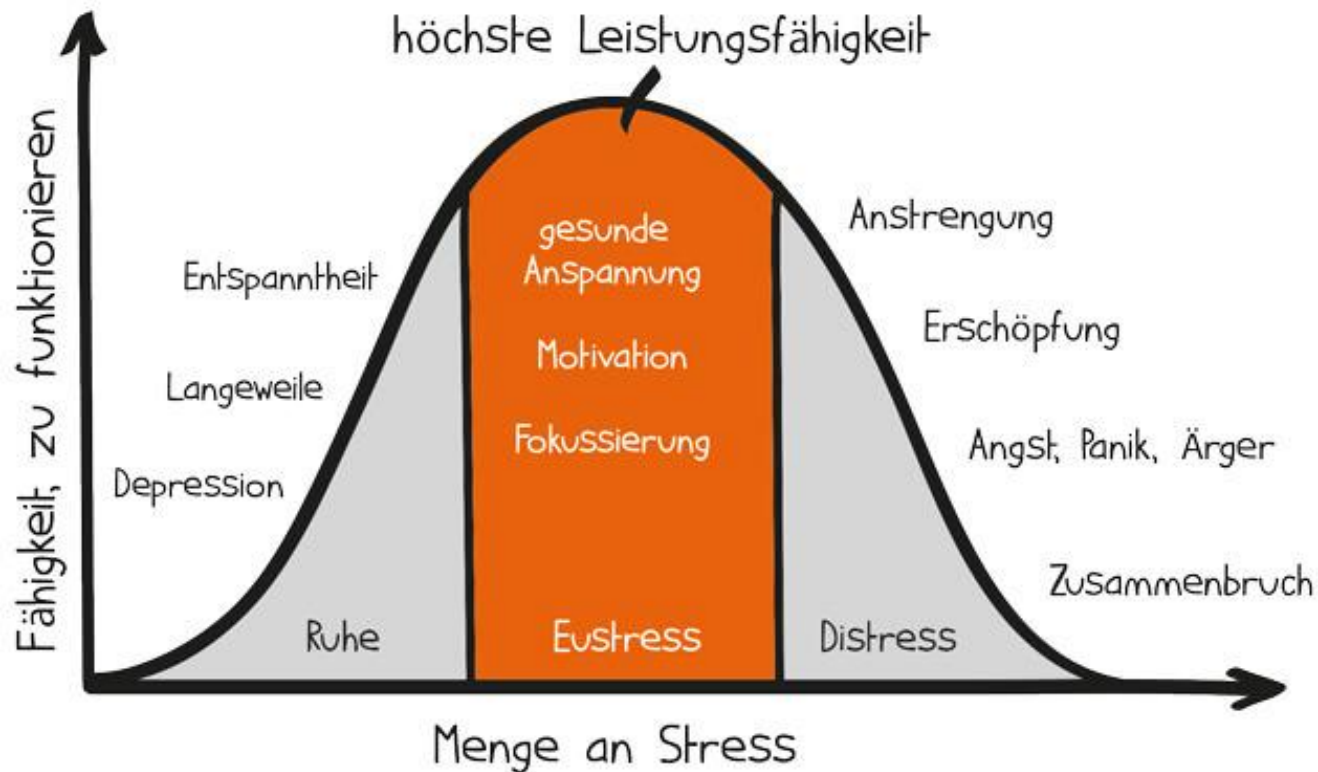 höchste Leistungsfähigkeit
Fähigkeit, zu funktionieren
Entspanntheit
Langeweile
Depression
gesunde
Anspannung
Motivation
Fokussierung
Anstrengung
Erschöpfung
Angst, Panik, Ärger
Zusammenbruch
Ruhe
Eustress
Distress
Menge an Stress